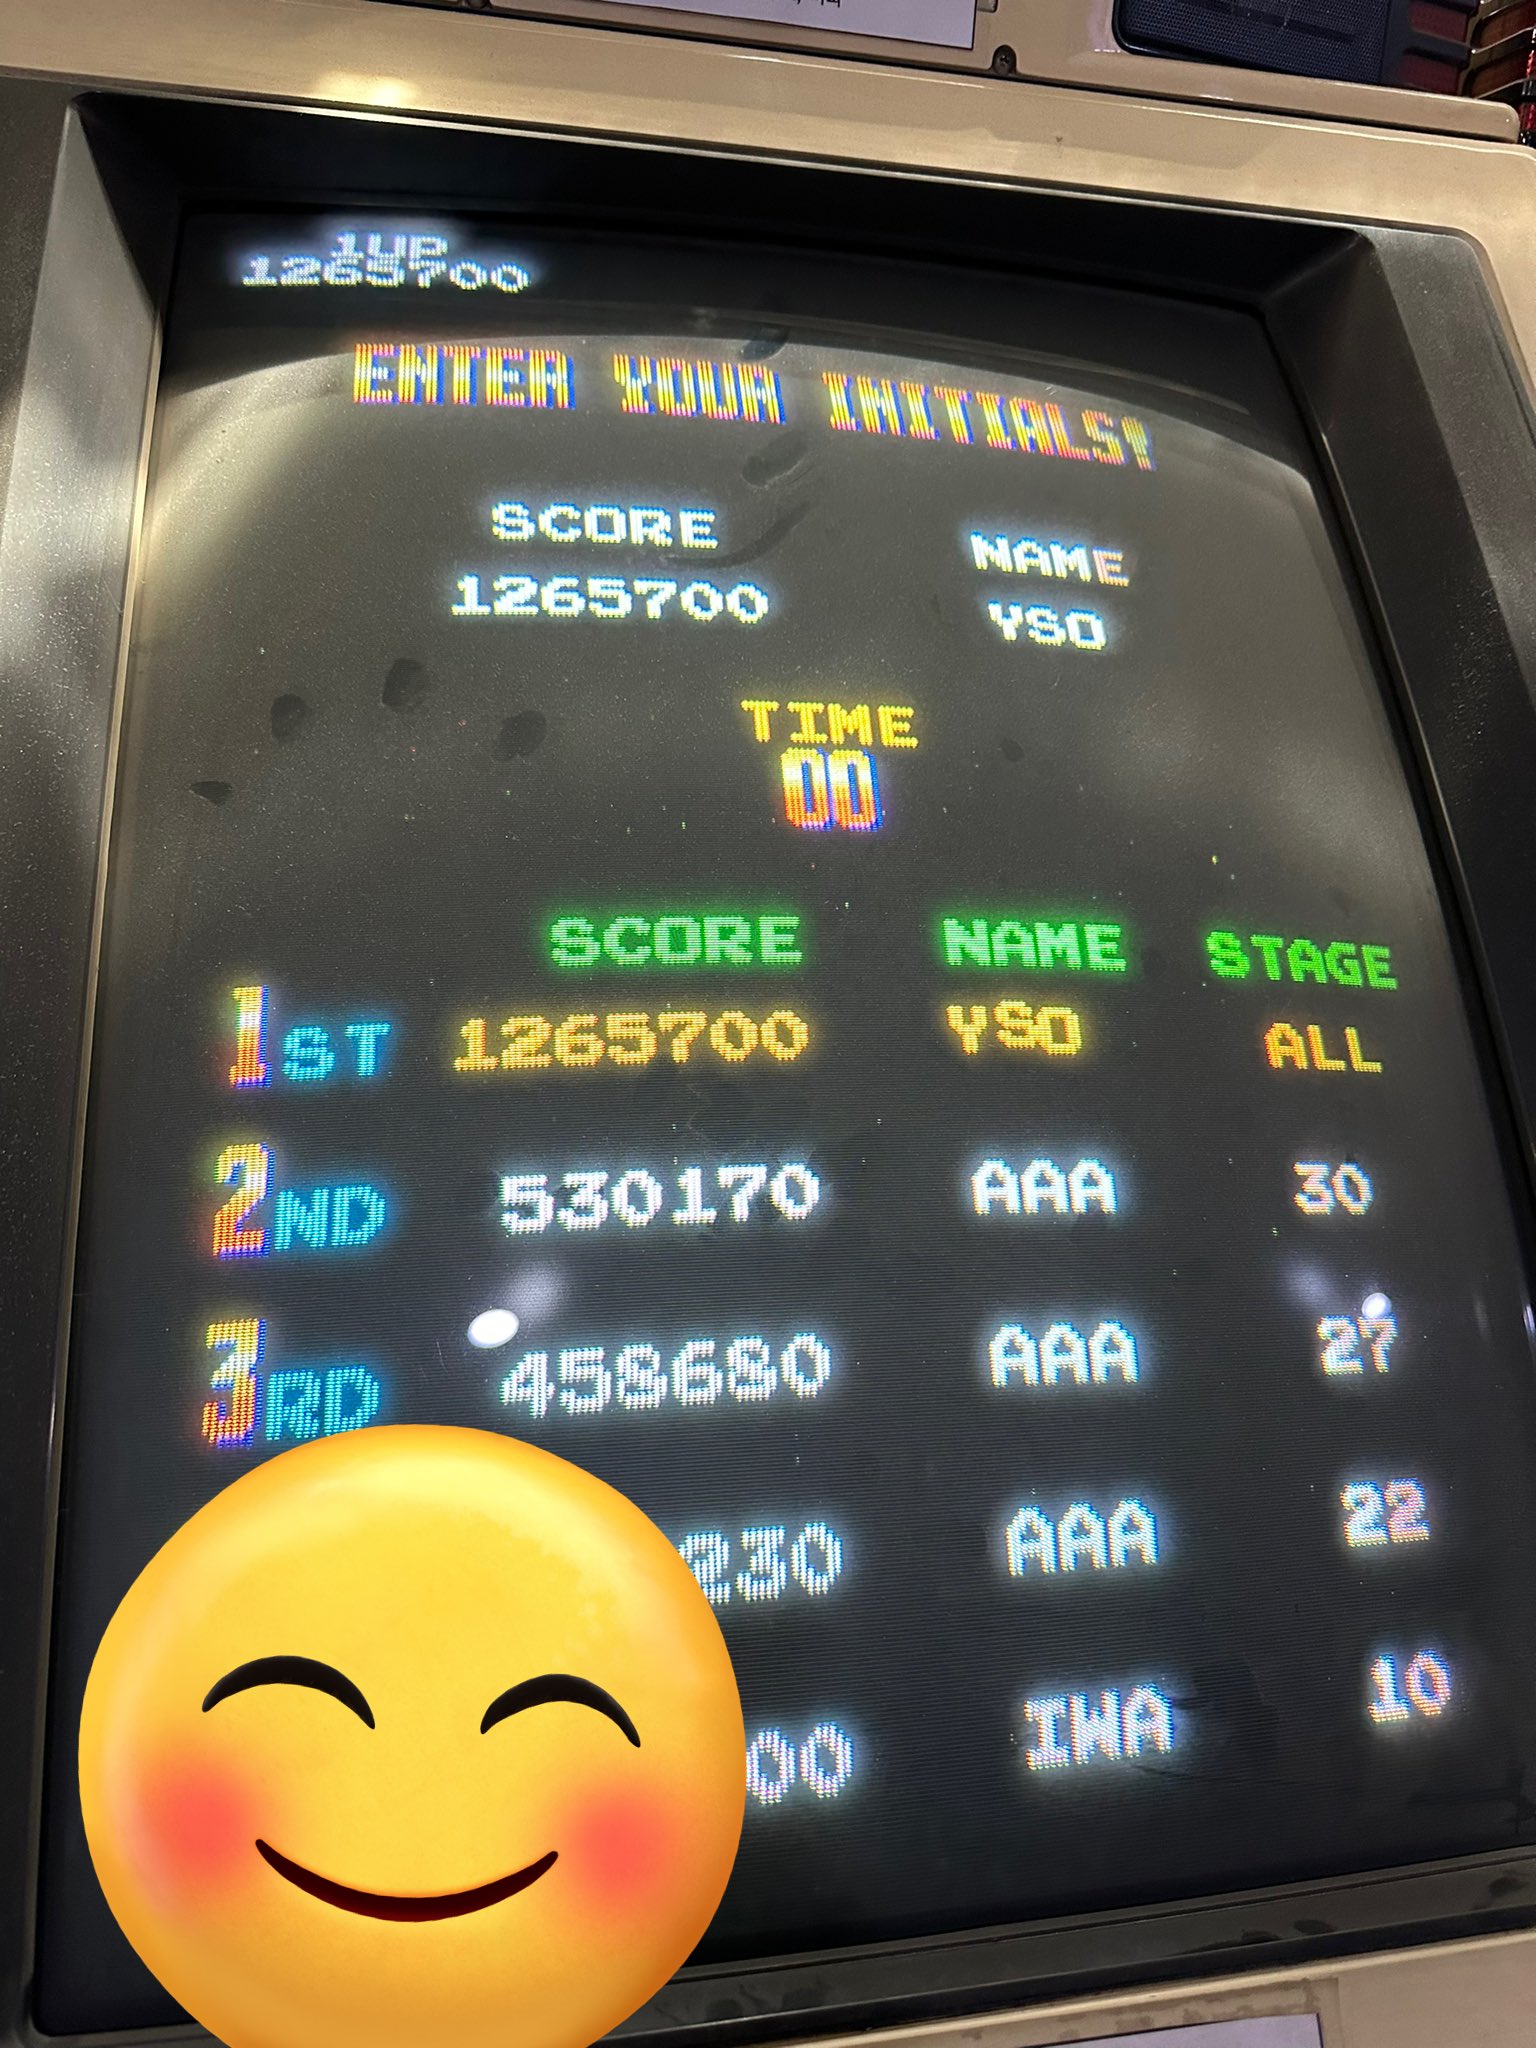 1UP
1265700
ENTER YOUR INITIALS!
SCORE NAME
1265700 YSO
TIME
00
SCORE NAME STAGE
1ST 1265700 YSO ALL
2ND 530170 AAA 30
3RD 458680 AAA 27
230 AAA 22
00 IWA 10